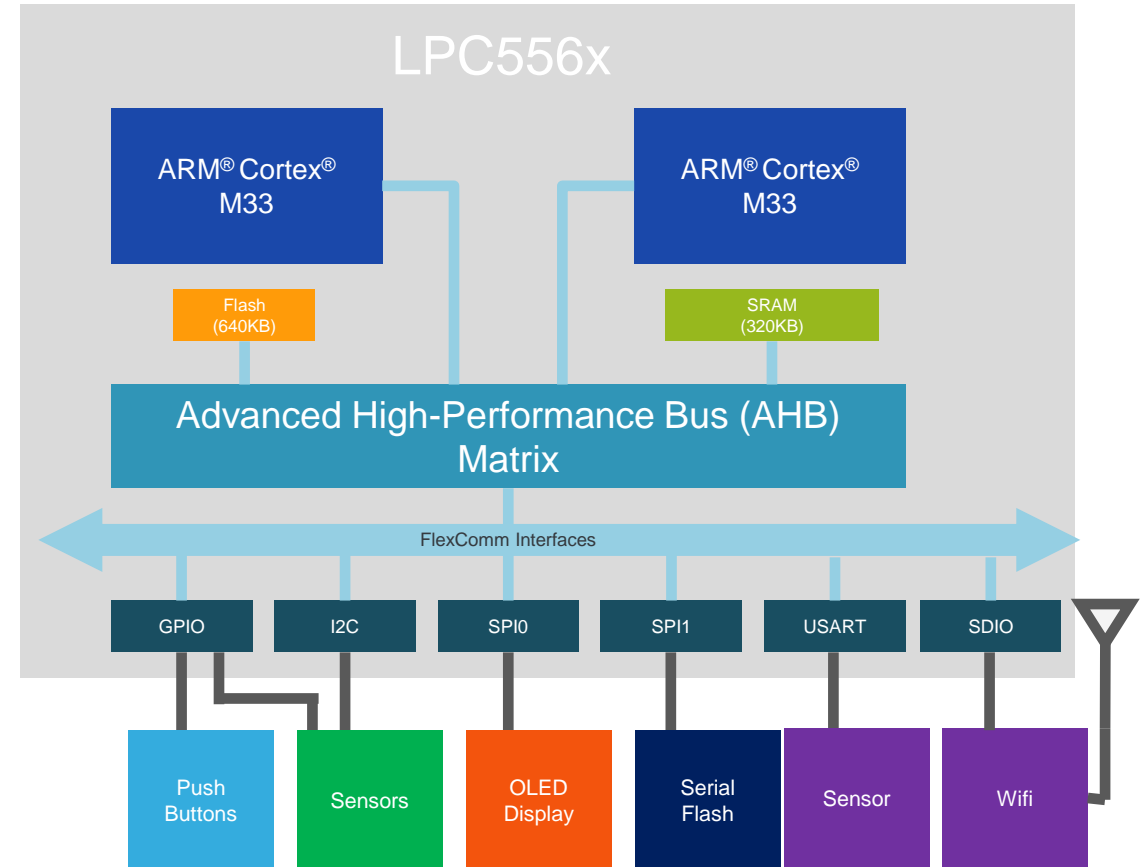 LPC556x
ARM® Cortex®
M33
ARM® Cortex®
M33
Flash
(640KB)
SRAM
(320KB)
Advanced High-Performance Bus (AHB)
Matrix
FlexComm Interfaces
GPIO
I2C
SPI0
SPI1
USART
SDIO
Push
Buttons
Sensors
OLED
Display
Serial
Flash
Sensor
Wifi